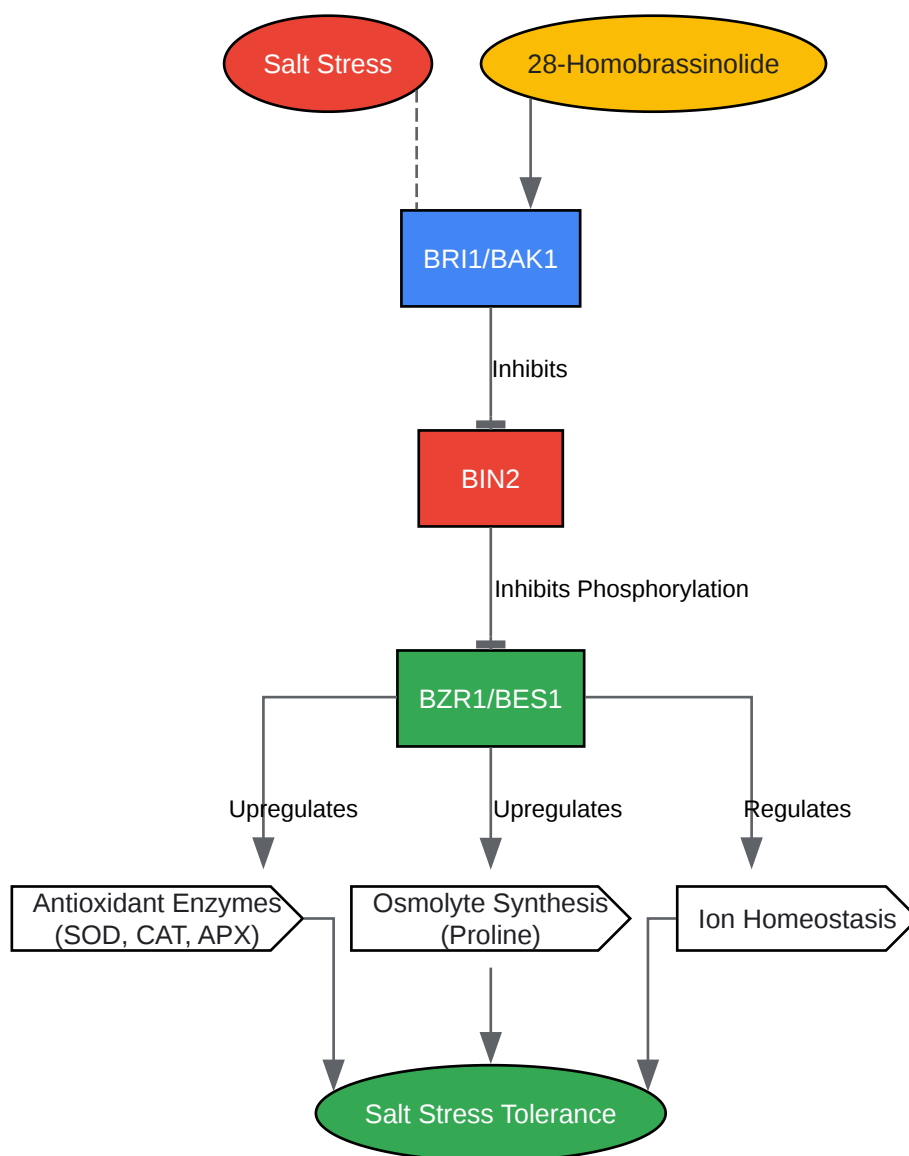 Salt Stress
28-Homobrassinolide
BRI1/BAK1
Inhibits
BIN2
Inhibits Phosphorylation
BZR1/BES1
Upregulates
Upregulates
Regulates
Antioxidant Enzymes
(SOD, CAT, APX)
Osmolyte Synthesis
(Proline)
Ion Homeostasis
Salt Stress Tolerance